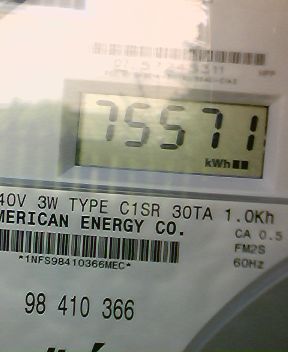 75571
kWh
40V 3W TYPE C1SR 30TA 1.0Kh
MERICAN ENERGY CO.
CA 0.5
FM2S
*1NFS98410366MEC*
60Hz
98 410 366